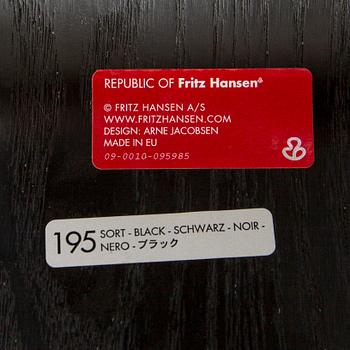 REPUBLIC OF Fritz Hansen®
© FRITZ HANSEN A/S
WWW.FRITZHANSEN.COM
DESIGN: ARNE JACOBSEN
MADE IN EU
09-0010-095985
195 SORT - BLACK - SCHWARZ - NOIR -
NERO - ブラック